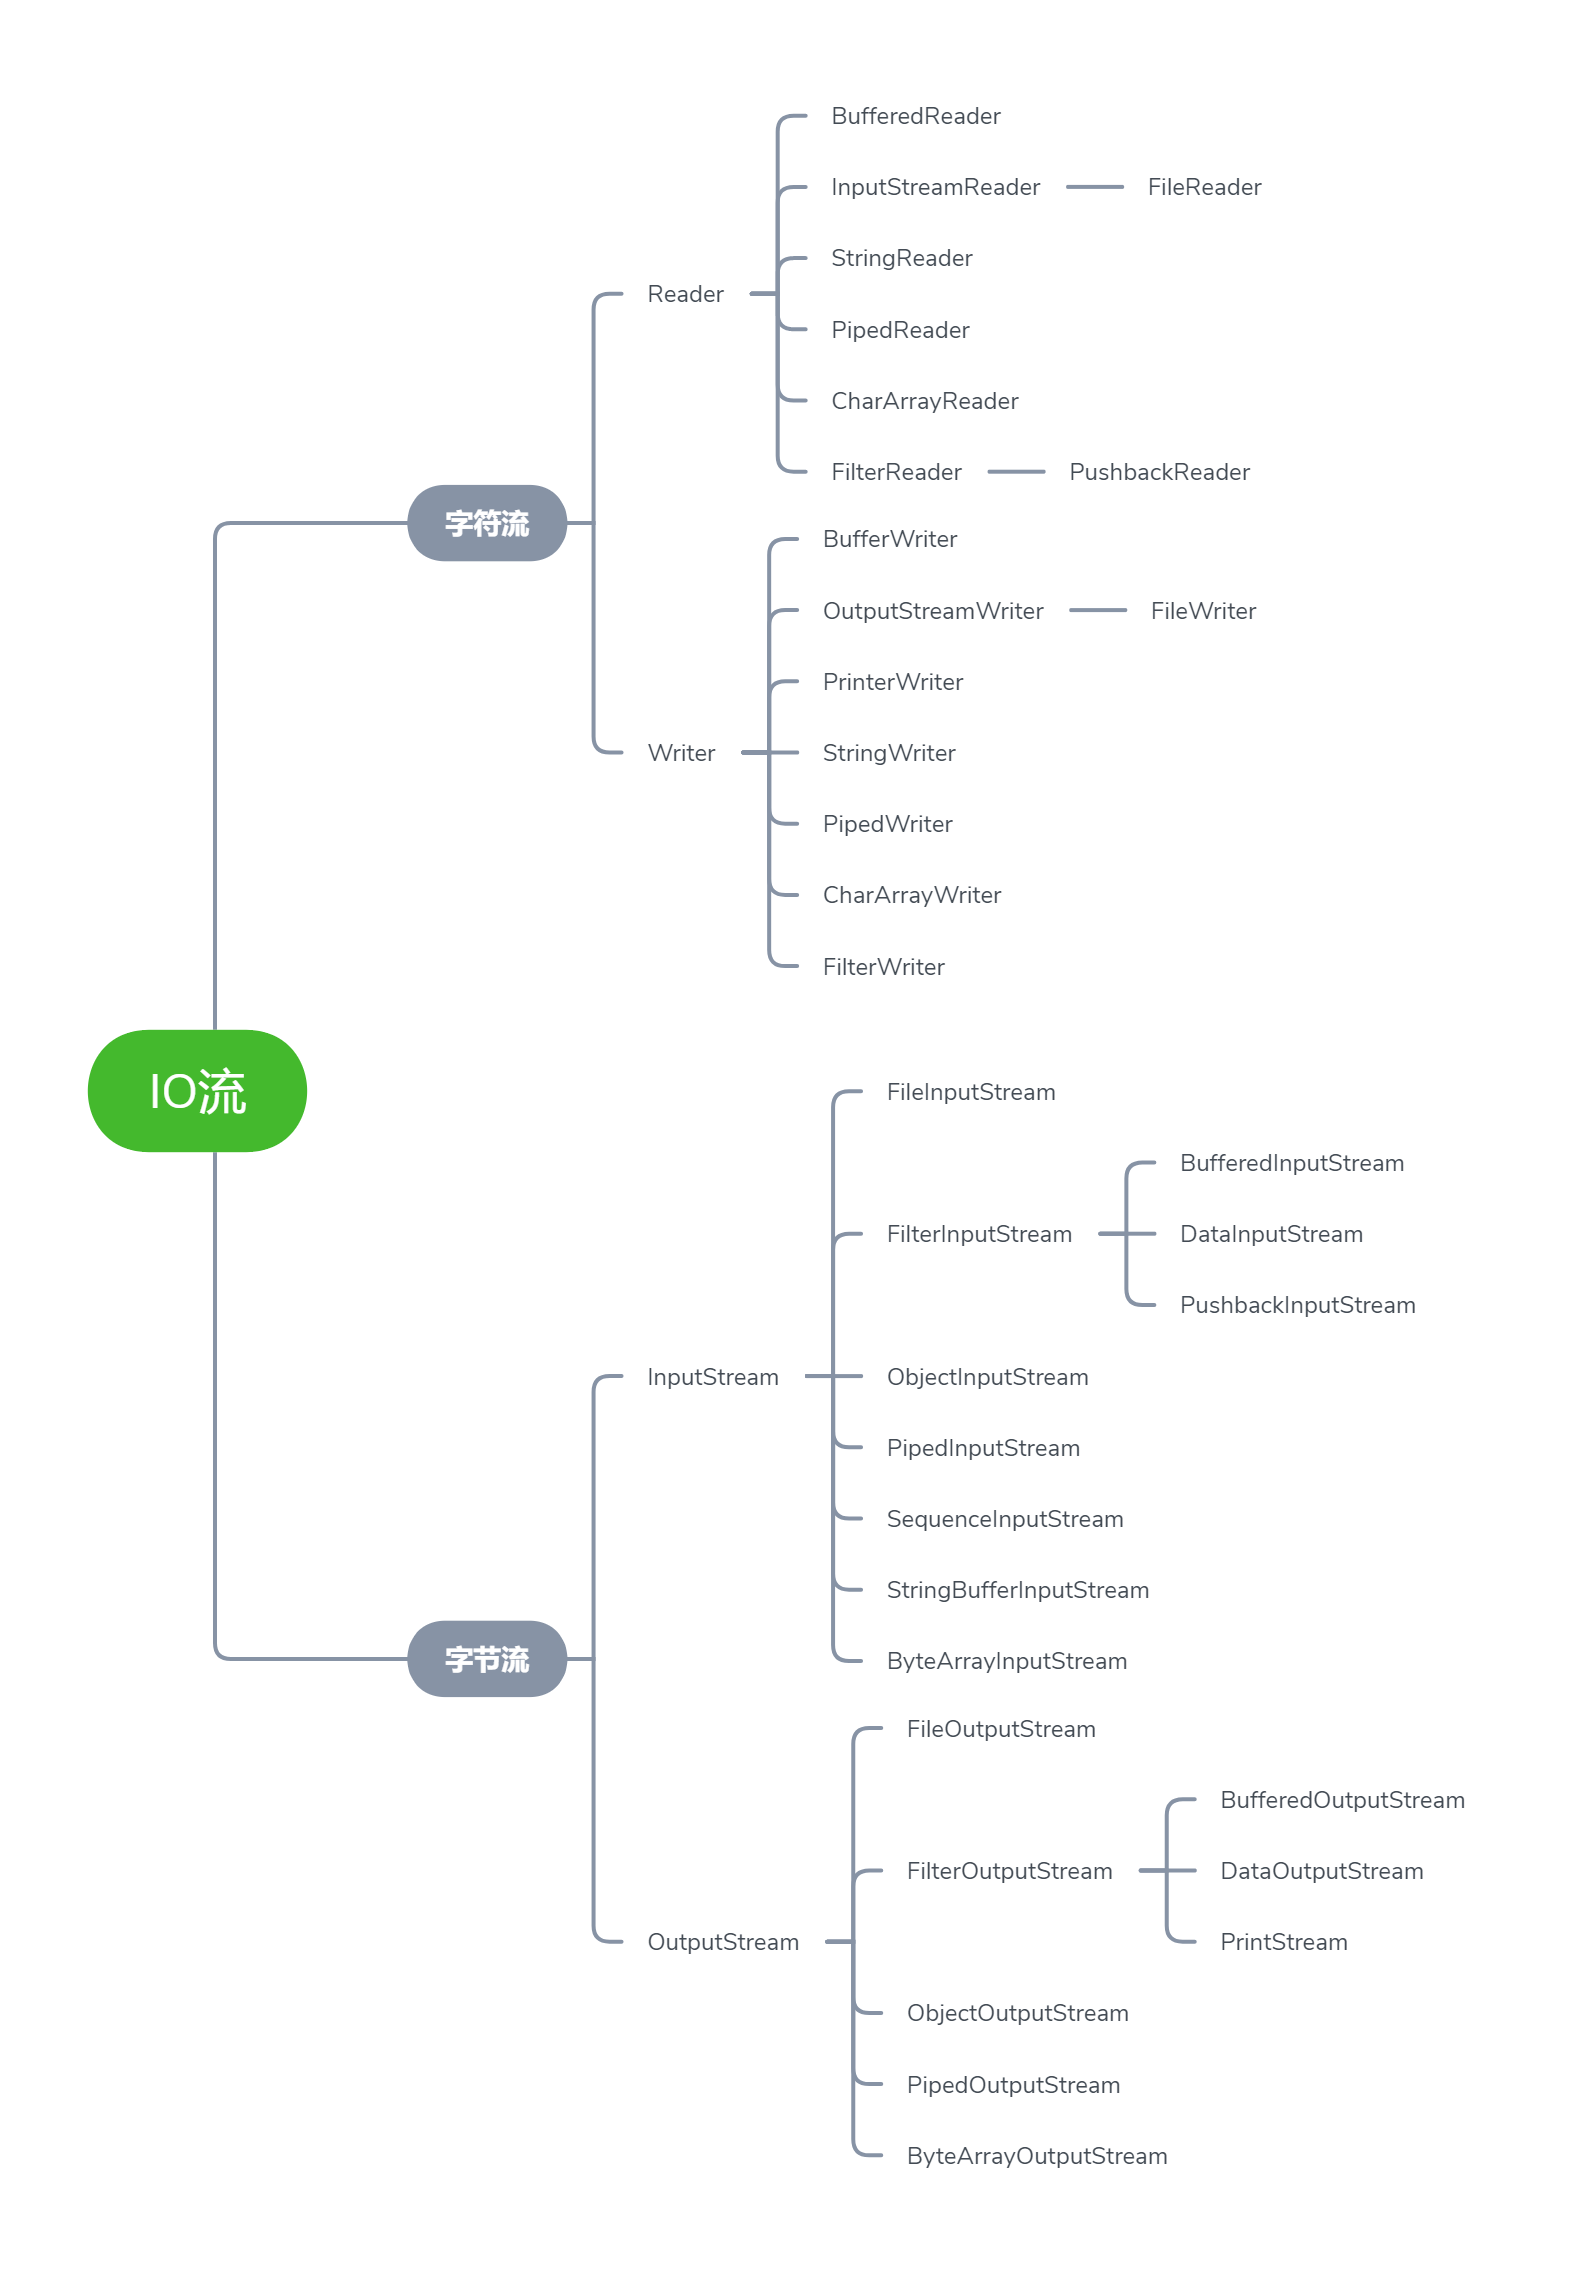 IO流
字符流
Reader
BufferedReader
InputStreamReader
FileReader
StringReader
PipedReader
CharArrayReader
FilterReader
PushbackReader
Writer
BufferWriter
OutputStreamWriter
FileWriter
PrinterWriter
StringWriter
PipedWriter
CharArrayWriter
FilterWriter
字节流
InputStream
FileInputStream
FilterInputStream
BufferedInputStream
DataInputStream
PushbackInputStream
ObjectInputStream
PipedInputStream
SequenceInputStream
StringBufferInputStream
ByteArrayInputStream
OutputStream
FileOutputStream
FilterOutputStream
BufferedOutputStream
DataOutputStream
PrintStream
ObjectOutputStream
PipedOutputStream
ByteArrayOutputStream